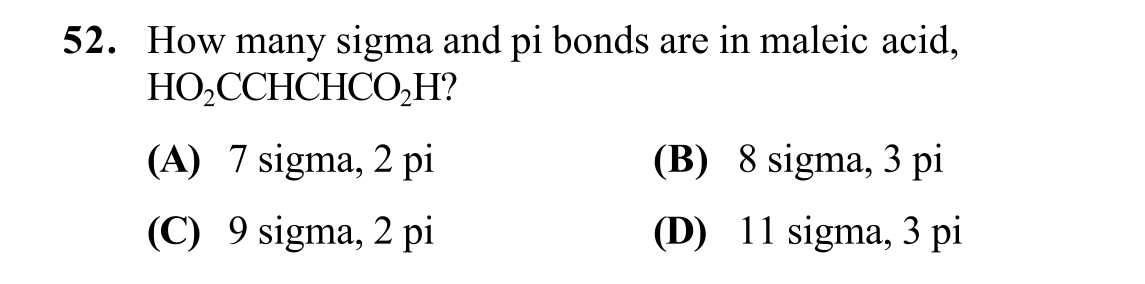 52. How many sigma and pi bonds are in maleic acid,
HO₂CCHCHCO₂H?
(A) 7 sigma, 2 pi (B) 8 sigma, 3 pi
(C) 9 sigma, 2 pi (D) 11 sigma, 3 pi